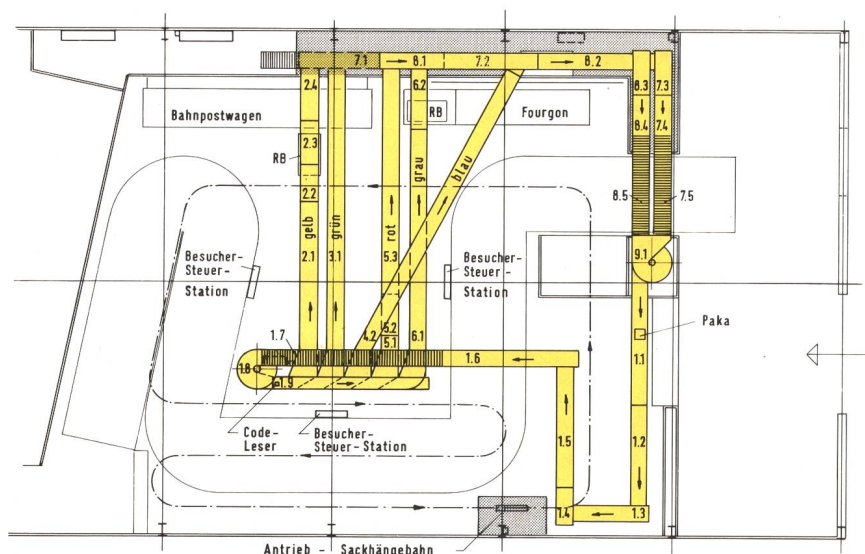 7.1 8.1 7.2 8.2
2.4 6.2 8.3 7.3
Bahnpostwagen RB Fourgon 8.4 7.4
RB 2.3
2.2 grau blau 8.5 7.5
gelb grün rot
Besucher-
Steuer-
Station
2.1 3.1 5.3
Besucher-
Steuer-
Station
9.1
Paka
1.7 4.2 5.2 6.1
5.1
1.1
1.8 1.6
1.9
Code-
Leser
Besucher-
Steuer-Station
1.5 1.2
1.4 1.3
Antrieb - Sackhängebahn